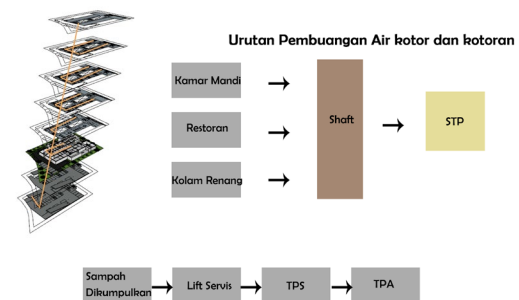 Urutan Pembuangan Air kotor dan kotoran
Kamar Mandi
Restoran
Kolam Renang
Shaft
STP
Sampah
Dikumpulkan
Lift Servis
TPS
TPA